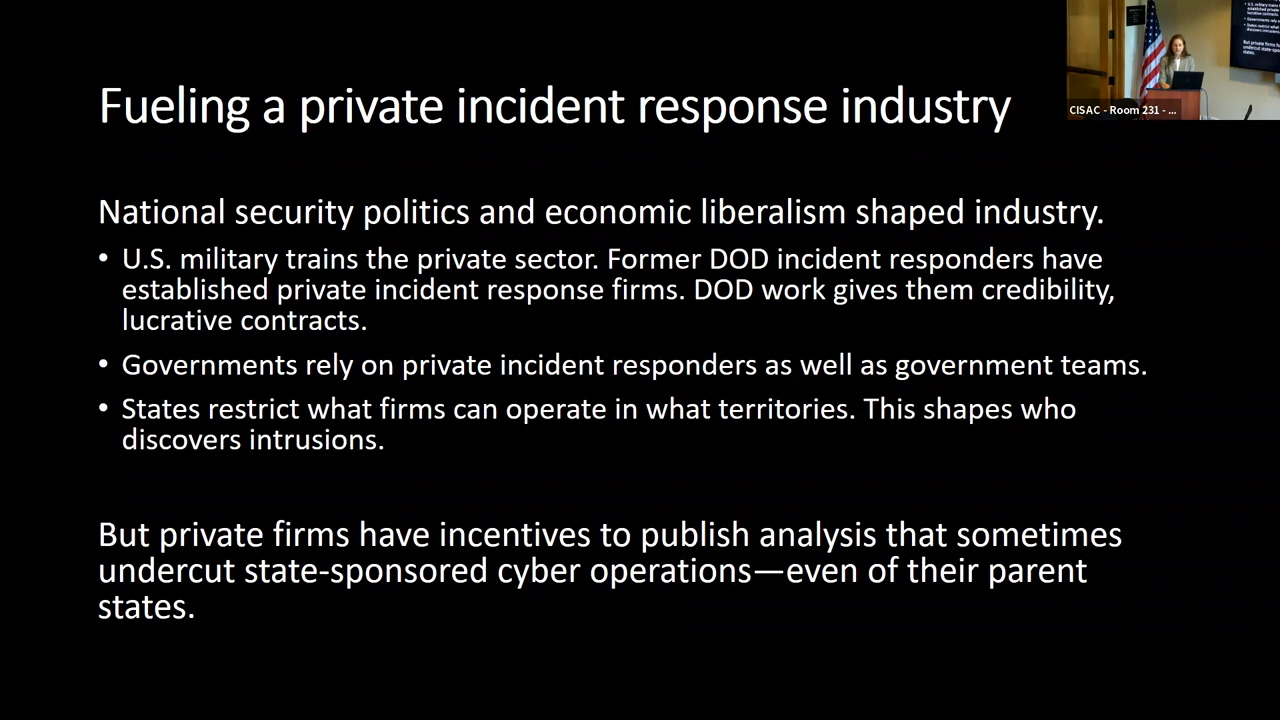 Fueling a private incident response industry
CISAC - Room 231 - ...
National security politics and economic liberalism shaped industry.
• U.S. military trains the private sector. Former DOD incident responders have
established private incident response firms. DOD work gives them credibility,
lucrative contracts.
• Governments rely on private incident responders as well as government teams.
• States restrict what firms can operate in what territories. This shapes who
discovers intrusions.
But private firms have incentives to publish analysis that sometimes
undercut state-sponsored cyber operations—even of their parent
states.